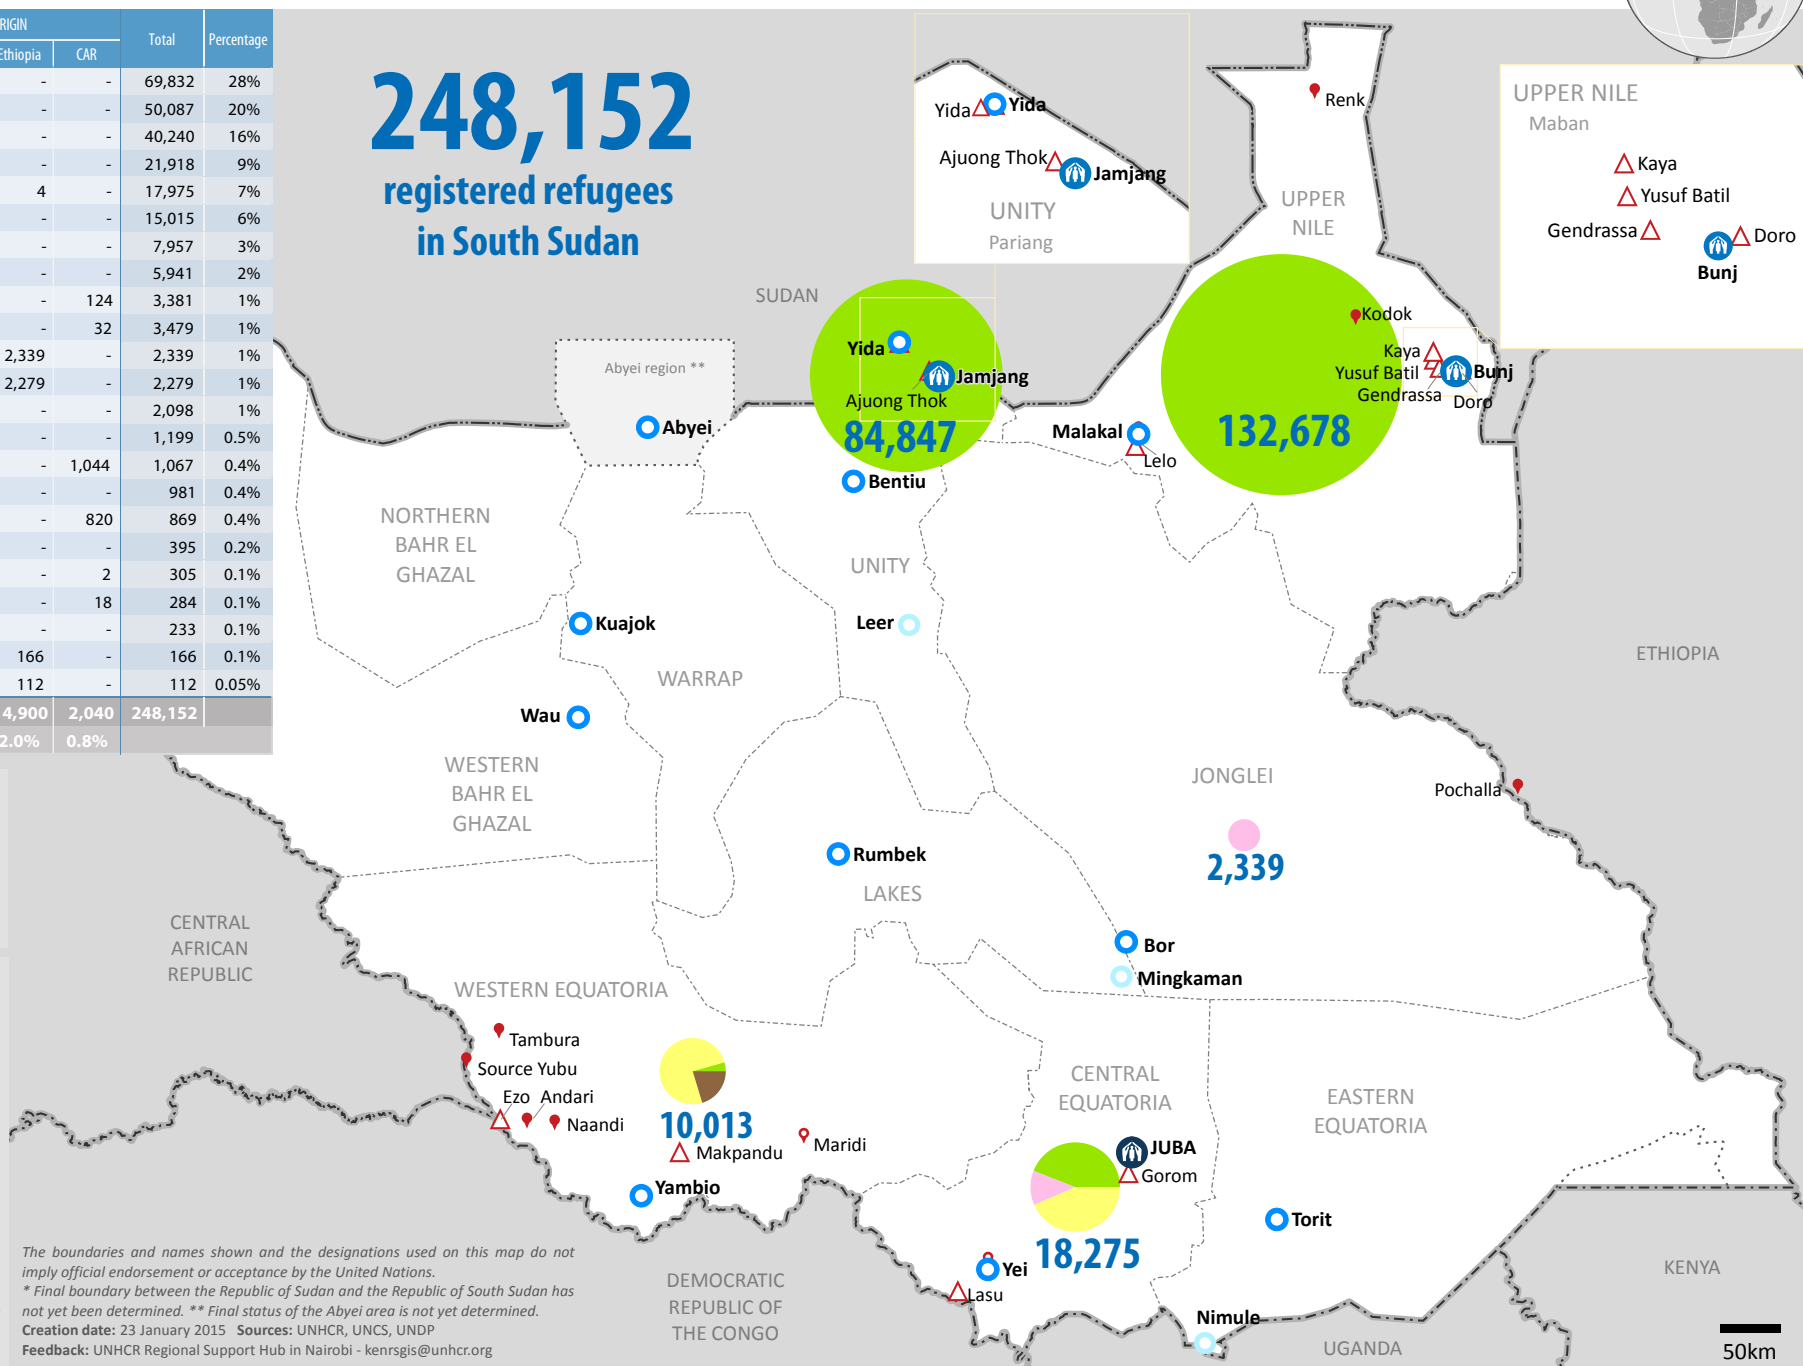 RIGIN
Ethiopia CAR Total Percentage
- - 69,832 28%
- - 50,087 20%
- - 40,240 16%
- - 21,918 9%
4 - 17,975 7%
- - 15,015 6%
- - 7,957 3%
- - 5,941 2%
- 124 3,381 1%
- 32 3,479 1%
2,339 - 2,339 1%
2,279 - 2,279 1%
- - 2,098 1%
- - 1,199 0.5%
- 1,044 1,067 0.4%
- - 981 0.4%
- 820 869 0.4%
- - 395 0.2%
- 2 305 0.1%
- 18 284 0.1%
- - 233 0.1%
166 - 166 0.1%
112 - 112 0.05%
4,900 2,040 248,152
2.0% 0.8%
248,152
registered refugees
in South Sudan
Yida Yida
Ajuong Thok
Jamjang
UNITY
Pariang
Renk
UPPER
NILE
UPPER NILE
Maban
Kaya
Yusuf Batil
Gendrassa
Doro
Bunj
SUDAN
Abyei region **
Abyei
Yida
Jamjang
Ajuong Thok
84,847
Bentiu
Kodok
Kaya
Yusuf Batil
Bunj
Gendrassa
Doro
132,678
Malakal
Lelo
NORTHERN
BAHR EL
GHAZAL
UNITY
Kuajok
Leer
WARRAP
Wau
ETHIOPIA
WESTERN
BAHR EL
GHAZAL
JONGLEI
Pochalla
2,339
Rumbek
LAKES
Bor
Mingkaman
CENTRAL
AFRICAN
REPUBLIC
WESTERN EQUATORIA
Tambura
Source Yubu
Ezo Andari
Naandi
10,013
Makpandu
Maridi
Yambio
CENTRAL
EQUATORIA
JUBA
Gorom
18,275
Yei
Lasu
EASTERN
EQUATORIA
Torit
Nimule
KENYA
UGANDA
DEMOCRATIC
REPUBLIC OF
THE CONGO
The boundaries and names shown and the designations used on this map do not
imply official endorsement or acceptance by the United Nations.
* Final boundary between the Republic of Sudan and the Republic of South Sudan has
not yet been determined. ** Final status of the Abyei area is not yet determined.
Creation date: 23 January 2015 Sources: UNHCR, UNCS, UNDP
Feedback: UNHCR Regional Support Hub in Nairobi - kenrsgis@unhcr.org
50km